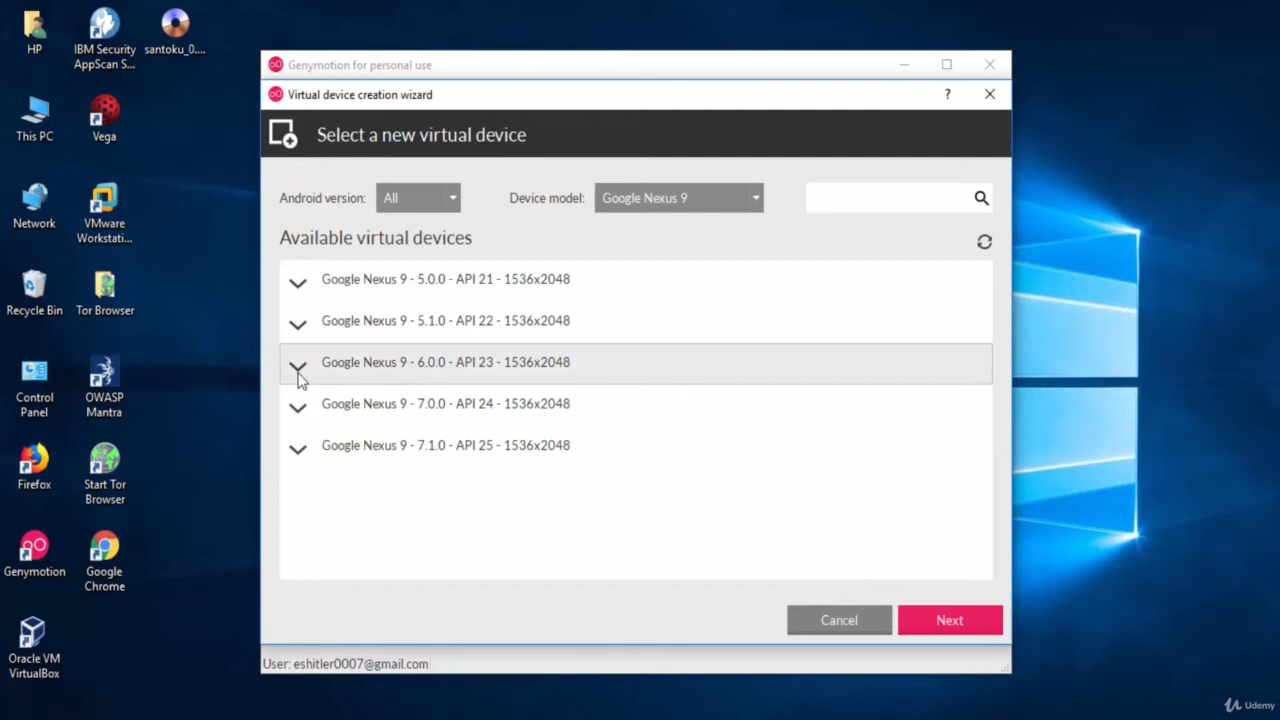 HP
IBM Security
AppScan S...
santoku_0....
This PC
Vega
Network
VMware
Workstati...
Recycle Bin
Tor Browser
Control
Panel
OWASP
Mantra
Firefox
Start Tor
Browser
Genymotion
Google
Chrome
Oracle VM
VirtualBox
Genymotion for personal use
Virtual device creation wizard
?
Select a new virtual device
Android version: All Device model: Google Nexus 9
Available virtual devices
Google Nexus 9 - 5.0.0 - API 21 - 1536x2048
Google Nexus 9 - 5.1.0 - API 22 - 1536x2048
Google Nexus 9 - 6.0.0 - API 23 - 1536x2048
Google Nexus 9 - 7.0.0 - API 24 - 1536x2048
Google Nexus 9 - 7.1.0 - API 25 - 1536x2048
Cancel Next
User: eshitler0007@gmail.com
Udemy